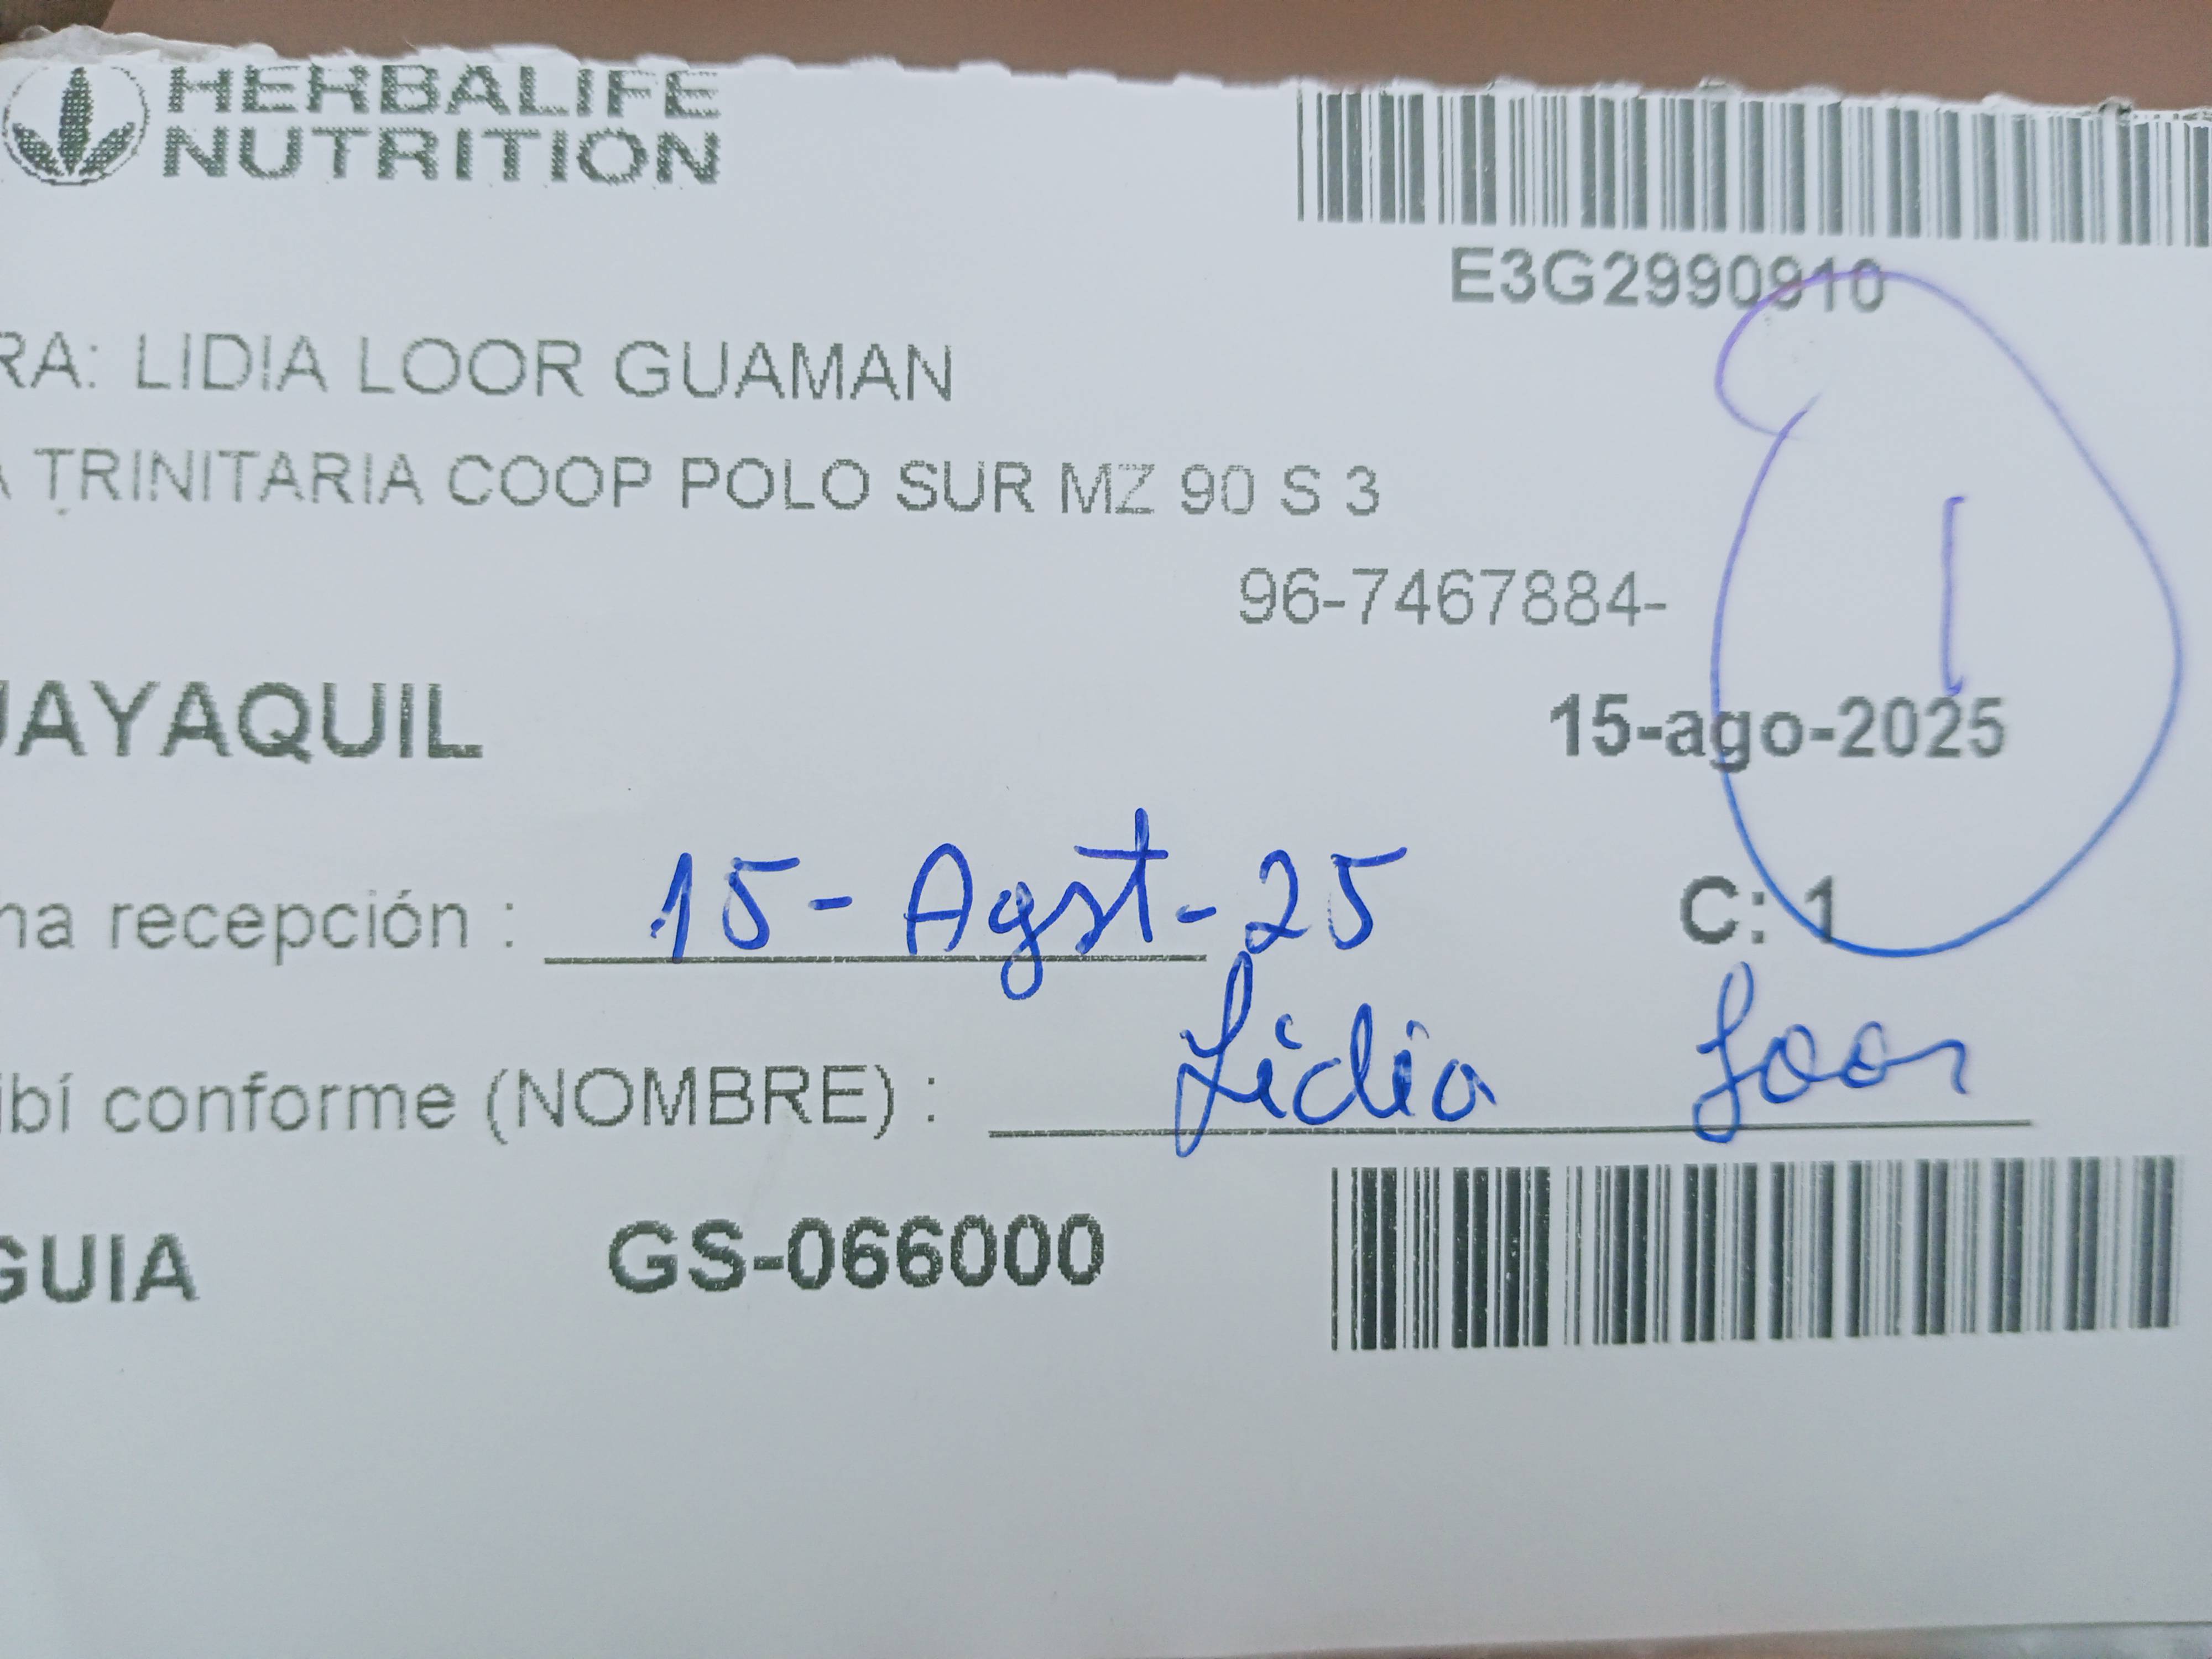 HERBALIFE
NUTRITION
E3G2990910
RA: LIDIA LOOR GUAMAN
TRINITARIA COOP POLO SUR MZ 90 S 3
96-7467884-
UAYAQUIL
15-ago-2025
1
ha recepción : 15-Agst-25
C: 1
ibí conforme (NOMBRE) : Lidia Loor
GUIA GS-066000